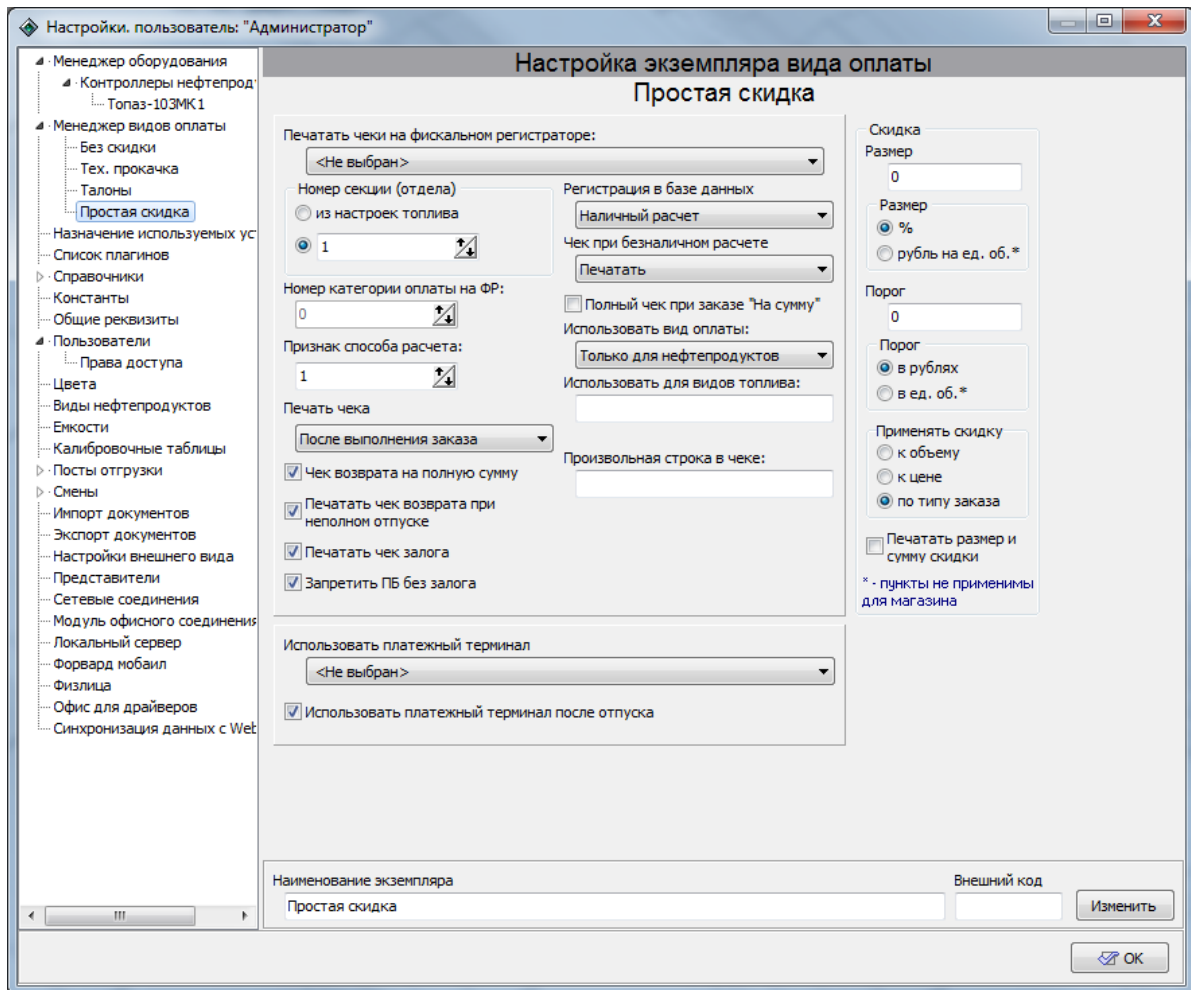 Настройки. пользователь: "Администратор"
Менеджер оборудования
Контроллеры нефтепрод
Топаз-103МК1
Менеджер видов оплаты
Без скидки
Тех. прокачка
Талоны
Простая скидка
Назначение используемых ус
Список плагинов
Справочники
Константы
Общие реквизиты
Пользователи
Права доступа
Цвета
Виды нефтепродуктов
Емкости
Калибровочные таблицы
Посты отгрузки
Смены
Импорт документов
Экспорт документов
Настройки внешнего вида
Представители
Сетевые соединения
Модуль офисного соединения
Локальный сервер
Форвард мобаил
Физлица
Офис для драйверов
Синхронизация данных с Web
Настройка экземпляра вида оплаты
Простая скидка
Печатать чеки на фискальном регистраторе:
<Не выбран>
Номер секции (отдела)
из настроек топлива
1
Номер категории оплаты на ФР:
0
Признак способа расчета:
1
Печать чека
После выполнения заказа
Чек возврата на полную сумму
Печатать чек возврата при
неполном отпуске
Печатать чек залога
Запретить ПБ без залога
Регистрация в базе данных
Наличный расчет
Чек при безналичном расчете
Печатать
Полный чек при заказе "На сумму"
Использовать вид оплаты:
Только для нефтепродуктов
Использовать для видов топлива:
Произвольная строка в чеке:
Скидка
Размер
0
Размер
%
рубль на ед. об.*
Порог
0
Порог
в рублях
в ед. об.*
Применять скидку
к объему
к цене
по типу заказа
Печатать размер и
сумму скидки
* - пункты не применимы
для магазина
Использовать платежный терминал
<Не выбран>
Использовать платежный терминал после отпуска
Наименование экземпляра
Простая скидка
Внешний код
Изменить
OK